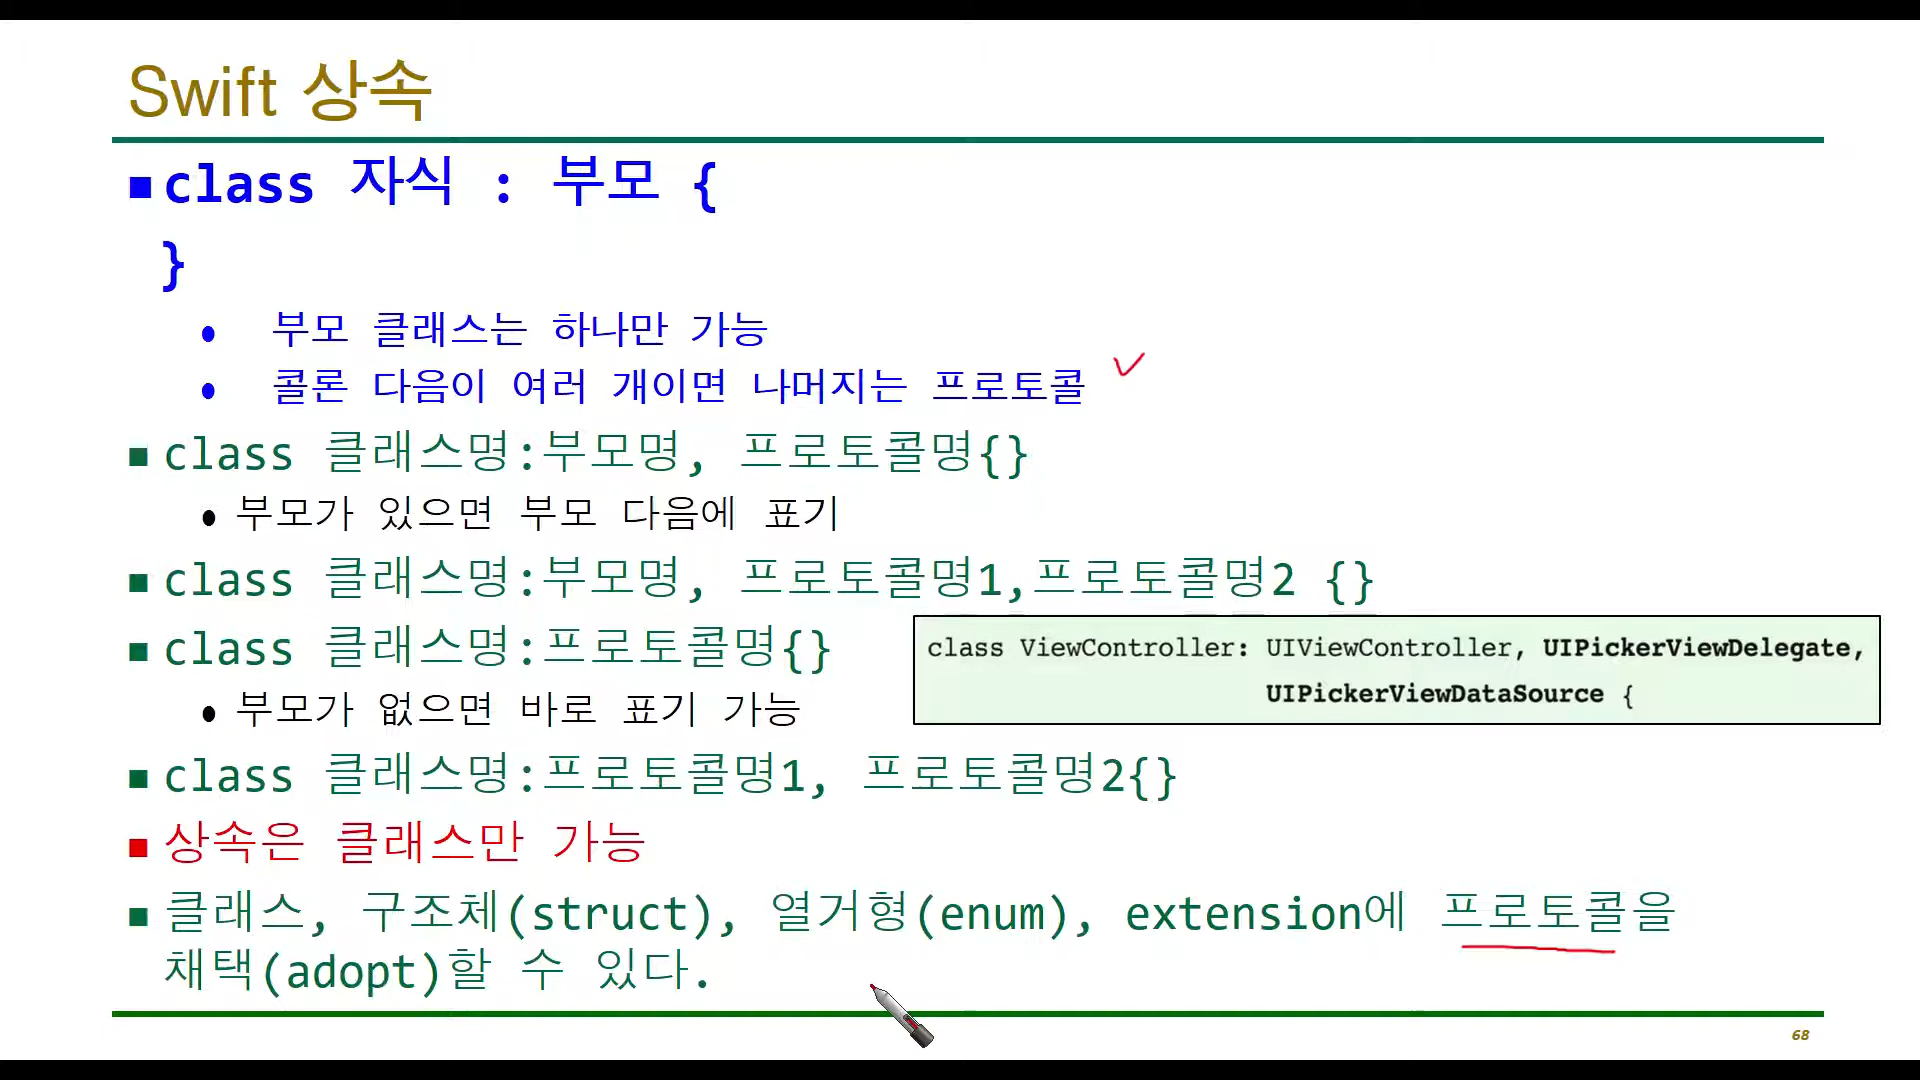 Swift 상속
class 자식 : 부모 {
}
부모 클래스는 하나만 가능
콜론 다음이 여러 개이면 나머지는 프로토콜
class 클래스명:부모명, 프로토콜명{}
부모가 있으면 부모 다음에 표기
class 클래스명:부모명, 프로토콜명1,프로토콜명2 {}
class 클래스명:프로토콜명{}
부모가 없으면 바로 표기 가능
class ViewController: UIViewController, UIPickerViewDelegate,
UIPickerViewDataSource {
class 클래스명:프로토콜명1, 프로토콜명2{}
상속은 클래스만 가능
클래스, 구조체(struct), 열거형(enum), extension에 프로토콜을
채택(adopt)할 수 있다.
68